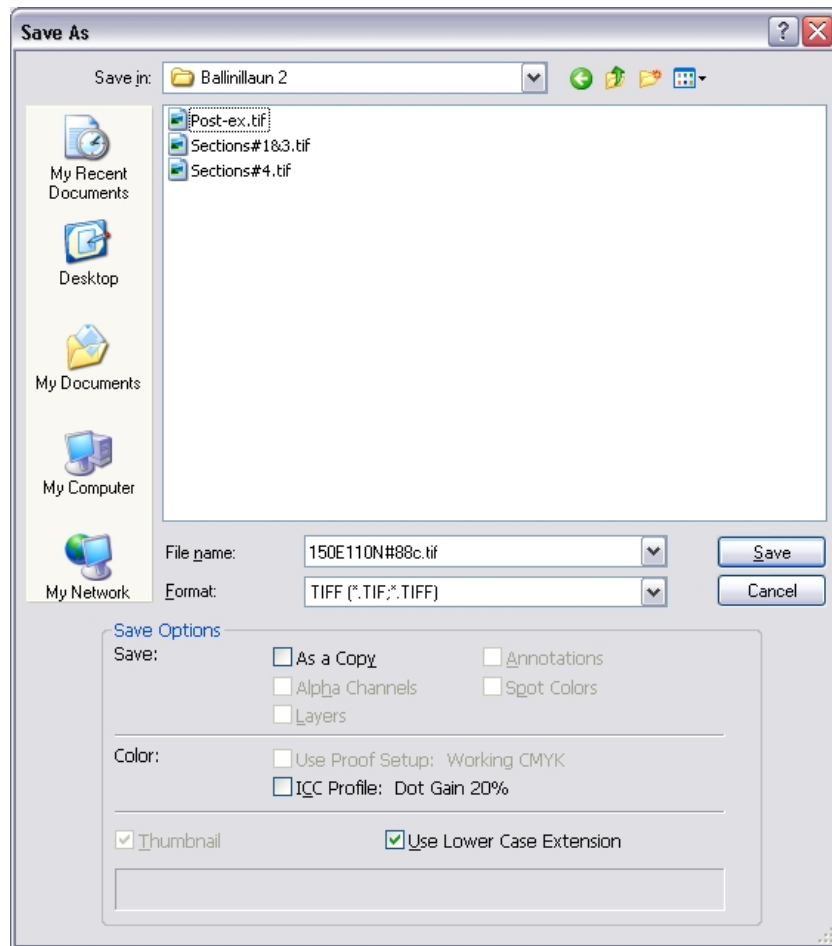 Save As
Save in: Ballinillaun 2
My Recent
Documents
Desktop
My Documents
My Computer
My Network
Post-ex.tif
Sections#1&3.tif
Sections#4.tif
File name: 150E110N#88c.tif Save
Format: TIFF (*.TIF;*.TIFF) Cancel
Save Options
Save: As a Copy Annotations
Alpha Channels Spot Colors
Layers
Color: Use Proof Setup: Working CMYK
ICC Profile: Dot Gain 20%
Thumbnail Use Lower Case Extension